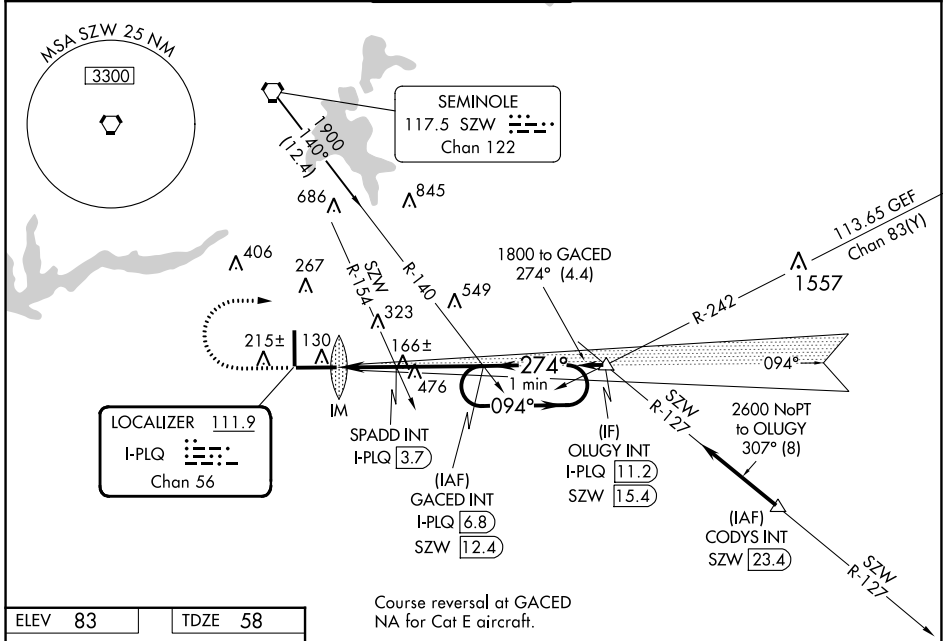 MSA SZW 25 NM
3300
SEMINOLE
117.5 SZW
Chan 122
1900
140°
(12.4)
686
845
113.65 GEF
Chan 83(Y)
406
267
SZW
R-154
R-140
1800 to GACED
274° (4.4)
1557
323
549
R-242
215±
130
166±
476
274°
1 min
094°
094°
IM
LOCALIZER 111.9
I-PLQ
Chan 56
SPADD INT
I-PLQ 3.7
(IAF)
GACED INT
I-PLQ 6.8
SZW 12.4
(IF)
OLUGY INT
I-PLQ 11.2
SZW 15.4
SZW
R-127
2600 NoPT
to OLUGY
307° (8)
(IAF)
CODYS INT
SZW 23.4
SZW
R-127
ELEV 83
TDZE 58
Course reversal at GACED
NA for Cat E aircraft.